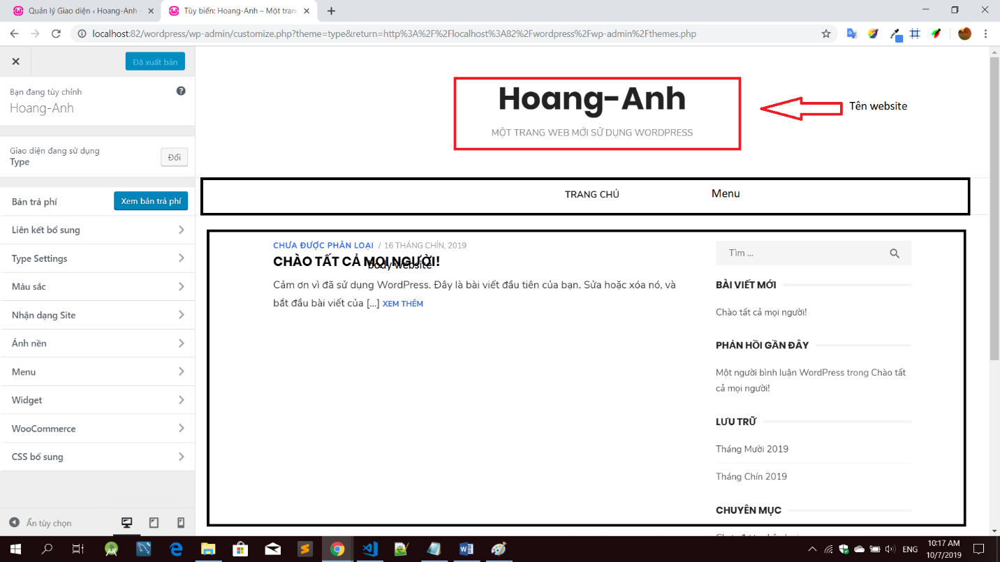 Quản lý Giao diện ‹ Hoang-Anh –
Tùy biến: Hoang-Anh – Một tran
localhost:82/wordpress/wp-admin/customize.php?theme=type&return=http%3A%2F%2Flocalhost%3A82%2Fwordpress%2Fwp-admin%2Fthemes.php
Đã xuất bản
Bạn đang tùy chỉnh
Hoang-Anh
Giao diện đang sử dụng
Type
Đổi
Bản trả phí
Xem bản trả phí
Liên kết bổ sung
Type Settings
Màu sắc
Nhận dạng Site
Ảnh nền
Menu
Widget
WooCommerce
CSS bổ sung
Ẩn tùy chọn
Hoang-Anh
MỘT TRANG WEB MỚI SỬ DỤNG WORDPRESS
Tên website
TRANG CHỦ
Menu
CHƯA ĐƯỢC PHÂN LOẠI / 16 THÁNG CHÍN, 2019
CHÀO TẤT CẢ MỌI NGƯỜI!
body website
Cảm ơn vì đã sử dụng WordPress. Đây là bài viết đầu tiên của bạn. Sửa hoặc xóa nó, và
bắt đầu bài viết của [...] XEM THÊM
Tìm ...
BÀI VIẾT MỚI
Chào tất cả mọi người!
PHẢN HỒI GẦN ĐÂY
Một người bình luận WordPress trong Chào tất
cả mọi người!
LƯU TRỮ
Tháng Mười 2019
Tháng Chín 2019
CHUYÊN MỤC
ENG
10:17 AM
10/7/2019